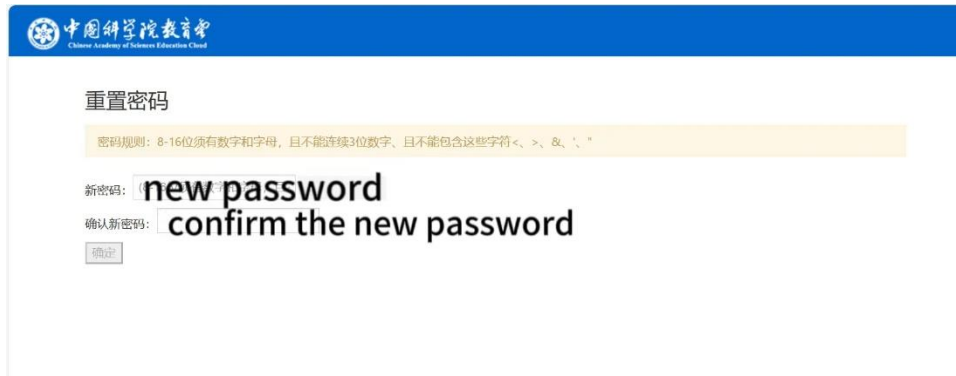 中国科学院教育云
Chinese Academy of Sciences Education Cloud
重置密码
密码规则：8-16位须有数字和字母，且不能连续3位数字、且不能包含这些字符<、>、&、'、"
新密码：
new password
确认新密码：
confirm the new password
确定